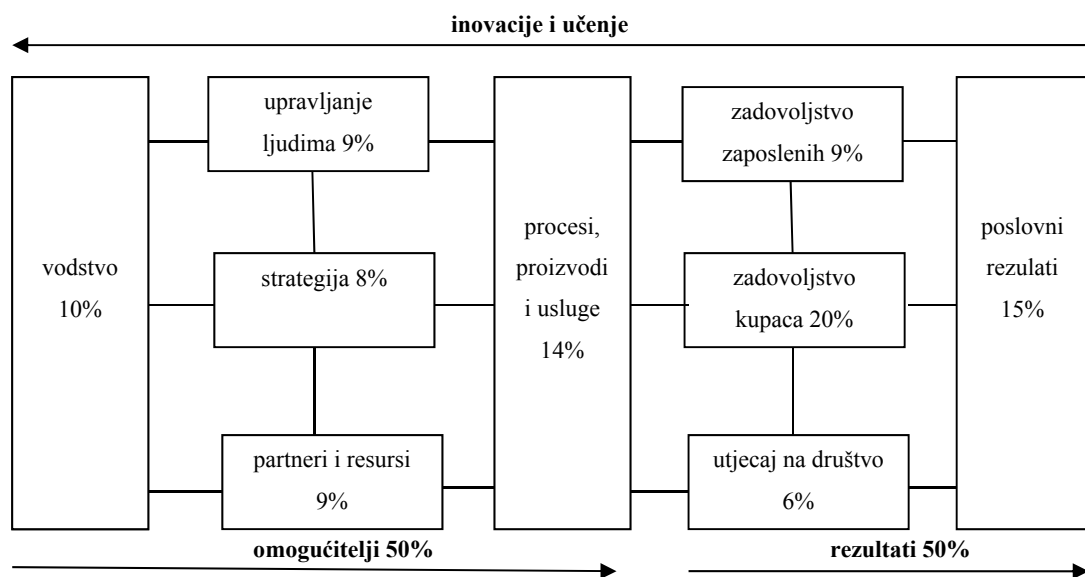 inovacije i učenje
vodstvo
10%
upravljanje
ljudima 9%
strategija 8%
partneri i resursi
9%
procesi,
proizvodi
i usluge
14%
zadovoljstvo
zaposlenih 9%
zadovoljstvo
kupaca 20%
utjecaj na društvo
6%
poslovni
rezulati
15%
omogućitelji 50%
rezultati 50%